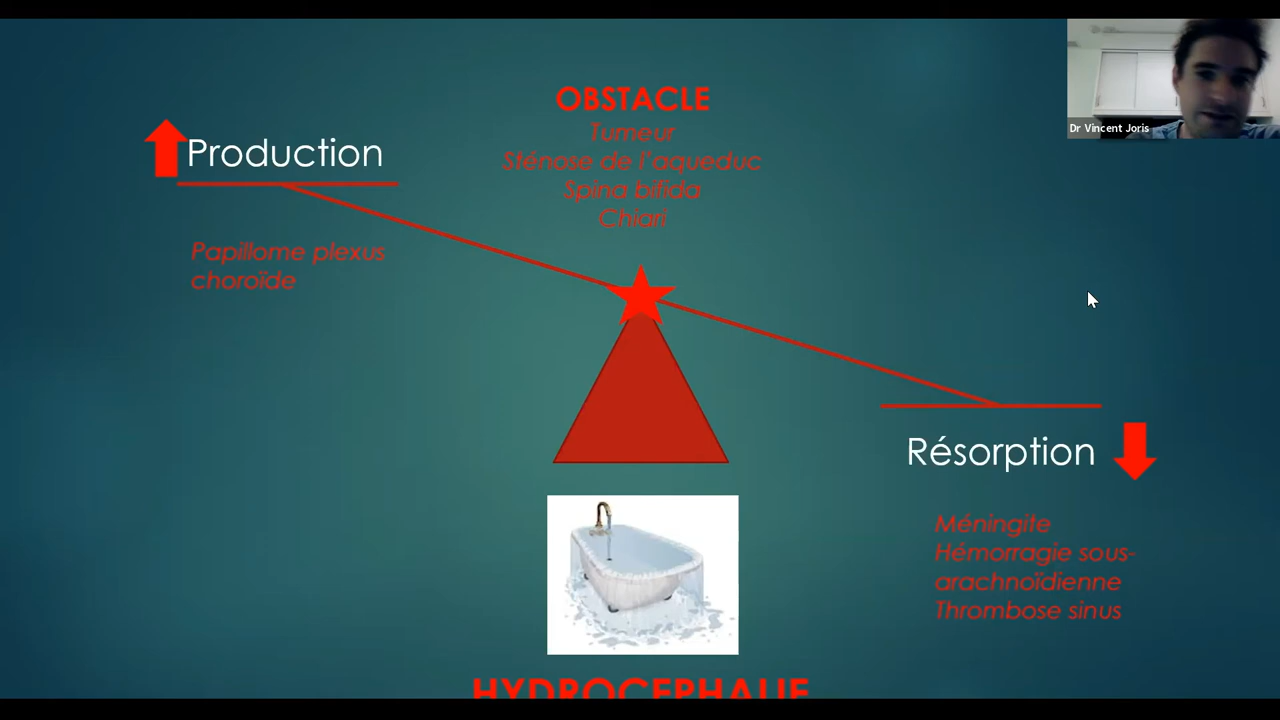 OBSTACLE
Tumeur
Sténose de l'aqueduc
Spina bifida
Chiari
Production
Papillome plexus
choroïde
Dr Vincent Joris
Résorption
Méningite
Hémorragie sous-
arachnoïdienne
Thrombose sinus
HYDROCEPHALIE